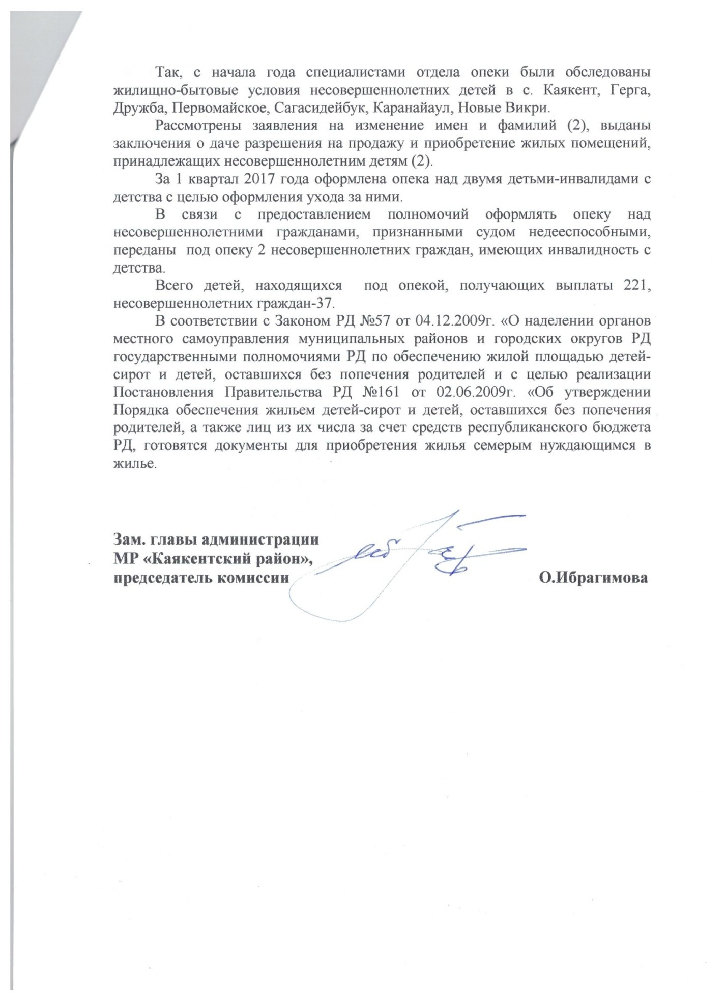 Так, с начала года специалистами отдела опеки были обследованы
жилищно-бытовые условия несовершеннолетних детей в с. Каякент, Герга,
Дружба, Первомайское, Сагасидейбук, Каранайаул, Новые Викри.
Рассмотрены заявления на изменение имен и фамилий (2), выданы
заключения о даче разрешения на продажу и приобретение жилых помещений,
принадлежащих несовершеннолетним детям (2).
За 1 квартал 2017 года оформлена опека над двумя детьми-инвалидами с
детства с целью оформления ухода за ними.
В связи с предоставлением полномочий оформлять опеку над
несовершеннолетними гражданами, признанными судом недееспособными,
переданы под опеку 2 несовершеннолетних граждан, имеющих инвалидность с
детства.
Всего детей, находящихся под опекой, получающих выплаты 221,
несовершеннолетних граждан-37.
В соответствии с Законом РД №57 от 04.12.2009г. «О наделении органов
местного самоуправления муниципальных районов и городских округов РД
государственными полномочиями РД по обеспечению жилой площадью детей-
сирот и детей, оставшихся без попечения родителей и с целью реализации
Постановления Правительства РД №161 от 02.06.2009г. «Об утверждении
Порядка обеспечения жильем детей-сирот и детей, оставшихся без попечения
родителей, а также лиц из их числа за счет средств республиканского бюджета
РД, готовятся документы для приобретения жилья семерым нуждающимся в
жилье.
Зам. главы администрации
МР «Каякентский район»,
председатель комиссии О.Ибрагимова